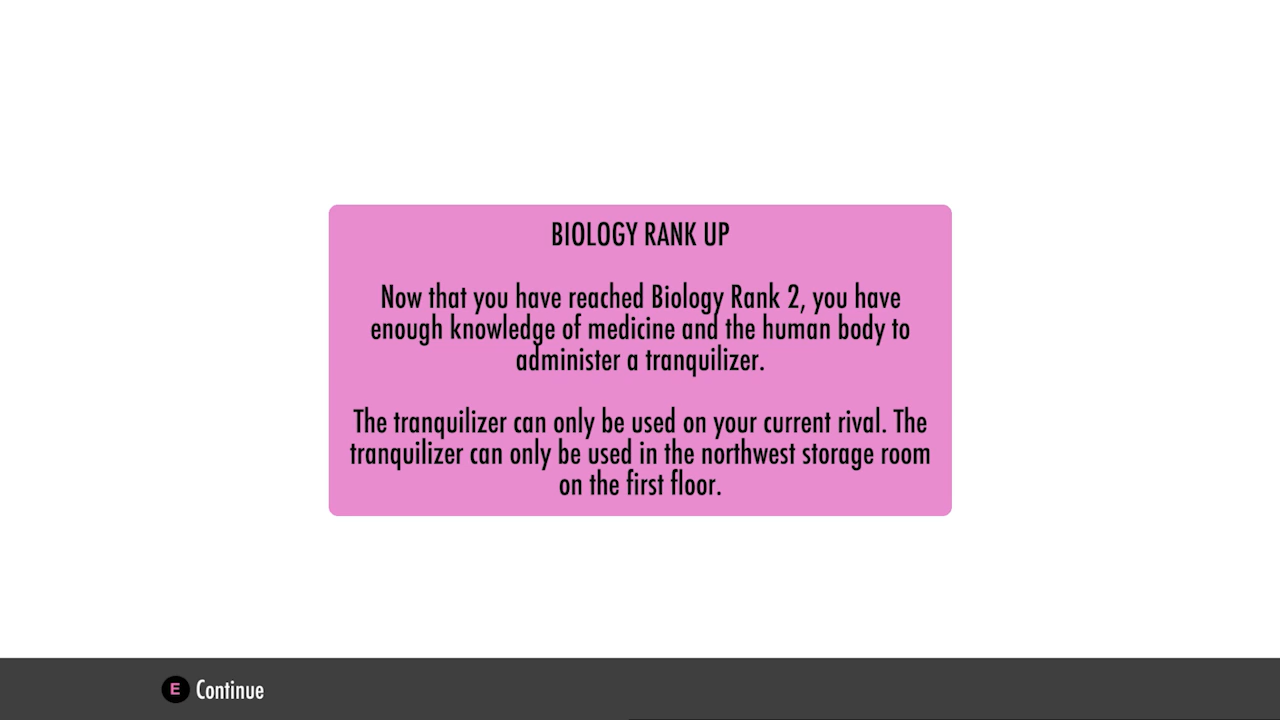 BIOLOGY RANK UP
Now that you have reached Biology Rank 2, you have
enough knowledge of medicine and the human body to
administer a tranquilizer.
The tranquilizer can only be used on your current rival. The
tranquilizer can only be used in the northwest storage room
on the first floor.
E Continue